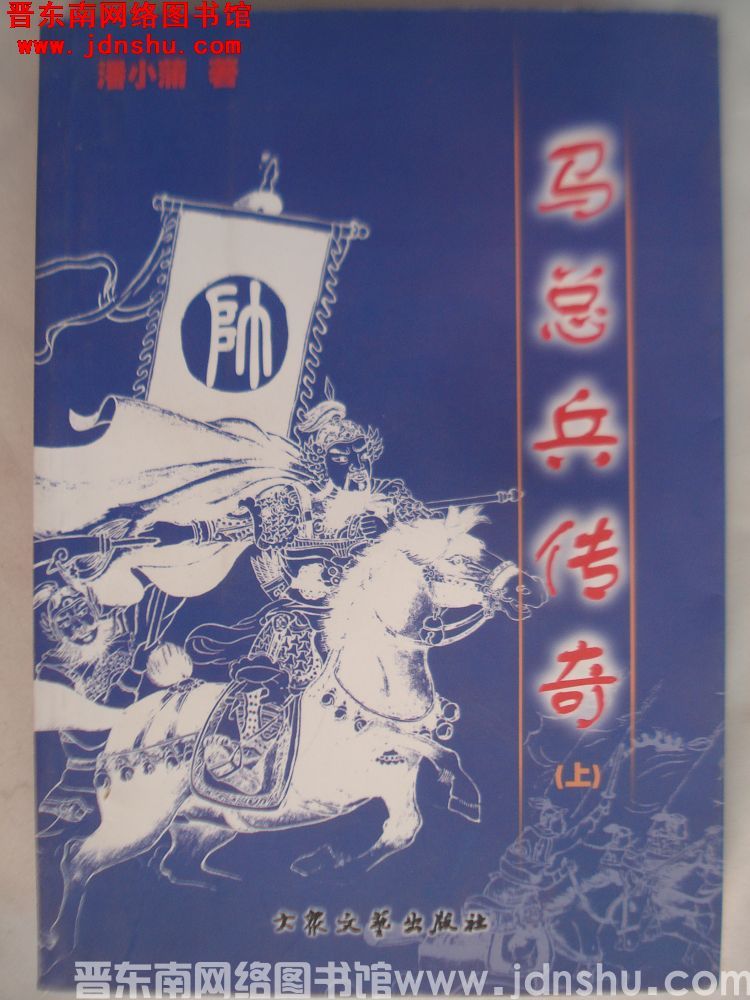 晋东南网络图书馆
www.jdnshu.com
潘小蒲 著
马总兵传奇
(上)
帥
大众文艺出版社
晋东南网络图书馆www.jdnshu.com